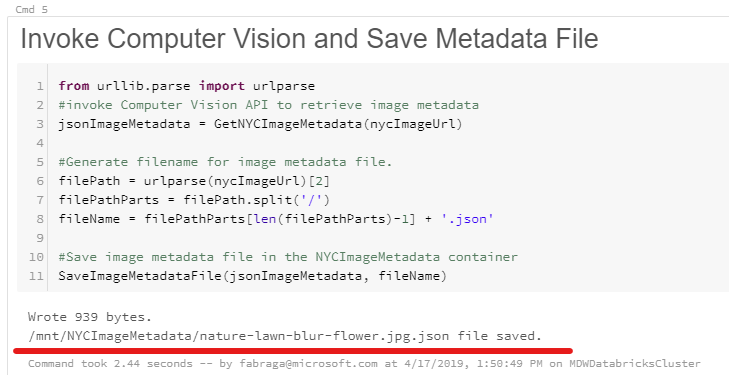 Cmd 5
Invoke Computer Vision and Save Metadata File
1 from urllib.parse import urlparse
2 #invoke Computer Vision API to retrieve image metadata
3 jsonImageMetadata = GetNYCImageMetadata(nycImageUrl)
4
5 #Generate filename for image metadata file.
6 filePath = urlparse(nycImageUrl)[2]
7 filePathParts = filePath.split('/')
8 fileName = filePathParts[len(filePathParts)-1] + '.json'
9
10 #Save image metadata file in the NYCImageMetadata container
11 SaveImageMetadataFile(jsonImageMetadata, fileName)
Wrote 939 bytes.
/mnt/NYCImageMetadata/nature-lawn-blur-flower.jpg.json file saved.
Command took 2.44 seconds -- by fabraga@microsoft.com at 4/17/2019, 1:50:49 PM on MDWDatabricksCluster